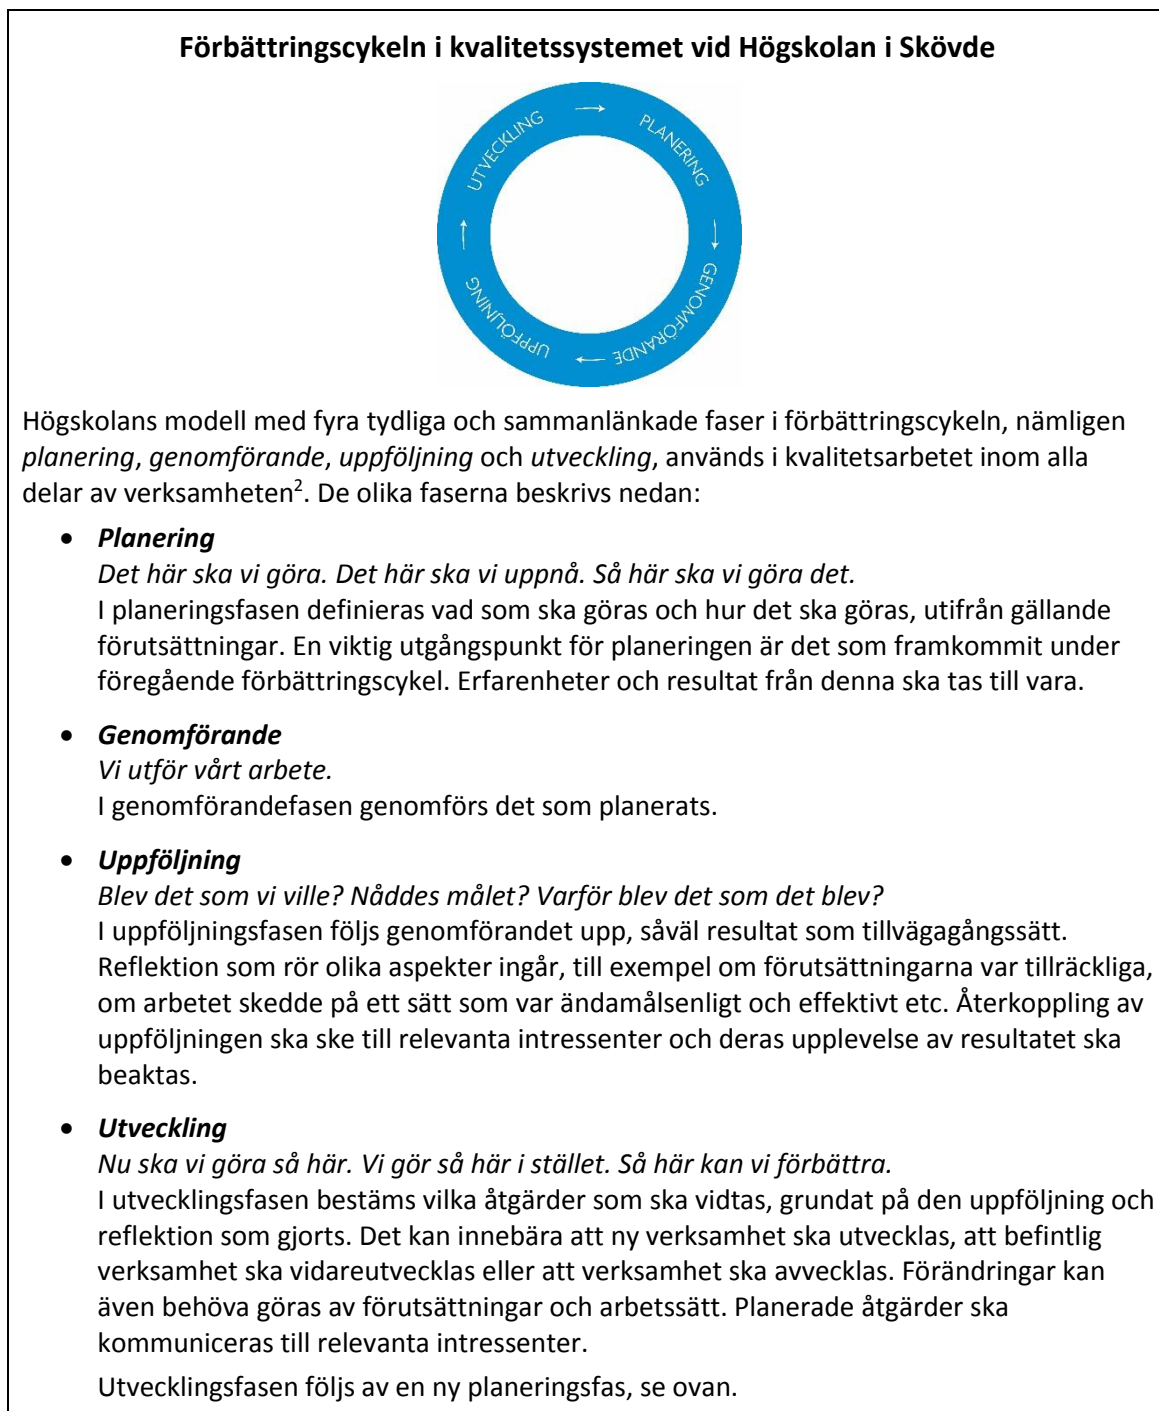 Förbättringscykeln i kvalitetssystemet vid Högskolan i Skövde
UTVECKLING
PLANERING
GENOMFÖRANDE
UPPFÖLJNING
Högskolans modell med fyra tydliga och sammanlänkade faser i förbättringscykeln, nämligen
planering, genomförande, uppföljning och utveckling, används i kvalitetsarbetet inom alla
delar av verksamheten². De olika faserna beskrivs nedan:
• Planering
Det här ska vi göra. Det här ska vi uppnå. Så här ska vi göra det.
I planeringsfasen definieras vad som ska göras och hur det ska göras, utifrån gällande
förutsättningar. En viktig utgångspunkt för planeringen är det som framkommit under
föregående förbättringscykel. Erfarenheter och resultat från denna ska tas till vara.
• Genomförande
Vi utför vårt arbete.
I genomförandefasen genomförs det som planerats.
• Uppföljning
Blev det som vi ville? Nåddes målet? Varför blev det som det blev?
I uppföljningsfasen följs genomförandet upp, såväl resultat som tillvägagångssätt.
Reflektion som rör olika aspekter ingår, till exempel om förutsättningarna var tillräckliga,
om arbetet skedde på ett sätt som var ändamålsenligt och effektivt etc. Återkoppling av
uppföljningen ska ske till relevanta intressenter och deras upplevelse av resultatet ska
beaktas.
• Utveckling
Nu ska vi göra så här. Vi gör så här i stället. Så här kan vi förbättra.
I utvecklingsfasen bestäms vilka åtgärder som ska vidtas, grundat på den uppföljning och
reflektion som gjorts. Det kan innebära att ny verksamhet ska utvecklas, att befintlig
verksamhet ska vidareutvecklas eller att verksamhet ska avvecklas. Förändringar kan
även behöva göras av förutsättningar och arbetssätt. Planerade åtgärder ska
kommuniceras till relevanta intressenter.
Utvecklingsfasen följs av en ny planeringsfas, se ovan.